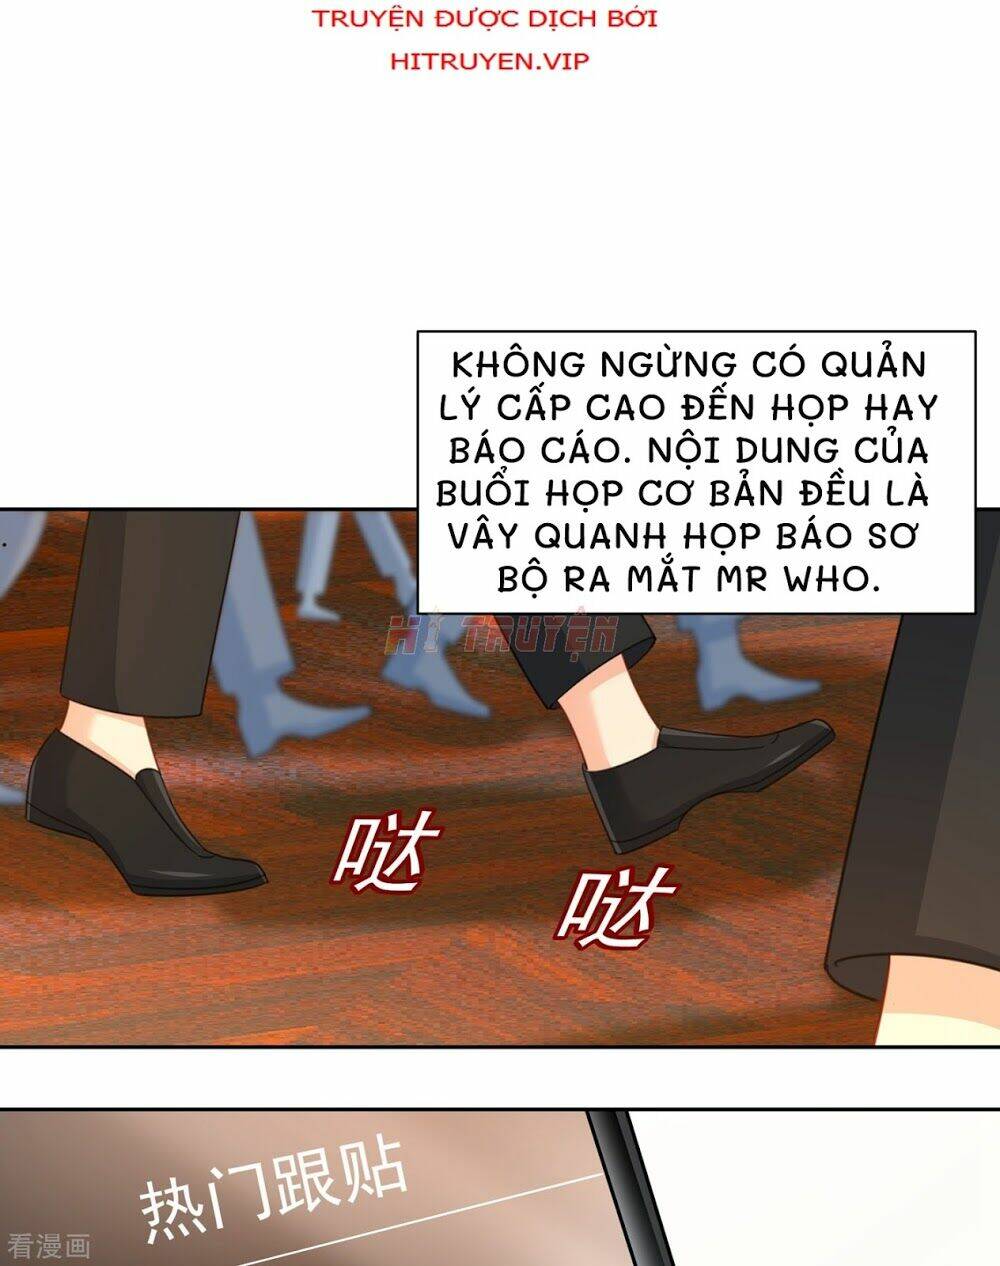 TRUYỆN ĐƯỢC DỊCH BỞI
HITRUYEN.VIP
KHÔNG NGỪNG CÓ QUẢN
LÝ CẤP CAO ĐẾN HỌP HAY
BÁO CÁO. NỘI DUNG CỦA
BUỔI HỌP CƠ BẢN ĐỀU LÀ
VÂY QUANH HỌP BÁO SƠ
BỘ RA MẮT MR WHO.
HI TRUYỆN
哒
哒
热门跟贴
看漫画